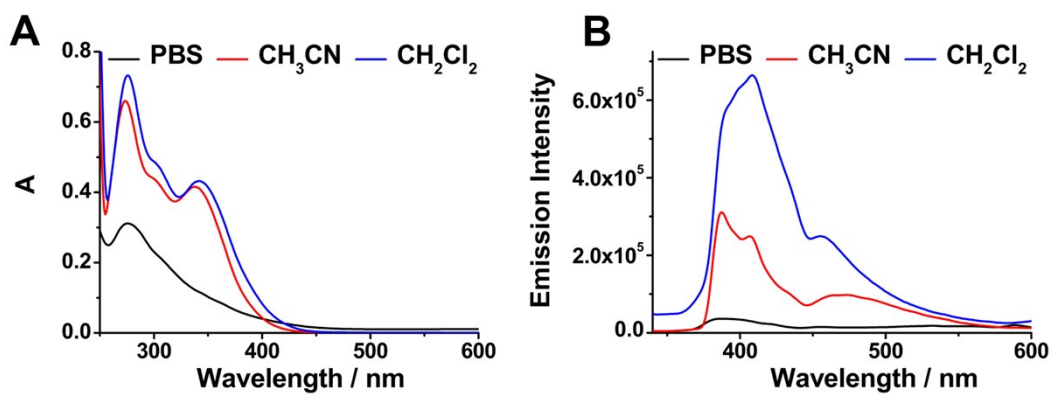 A
B
PBS CH₃CN CH₂Cl₂
0.8
0.6
0.4
0.2
0.0
A
300 400 500 600
Wavelength / nm
PBS CH₃CN CH₂Cl₂
6.0x10⁵
4.0x10⁵
2.0x10⁵
0.0
Emission Intensity
400 500 600
Wavelength / nm